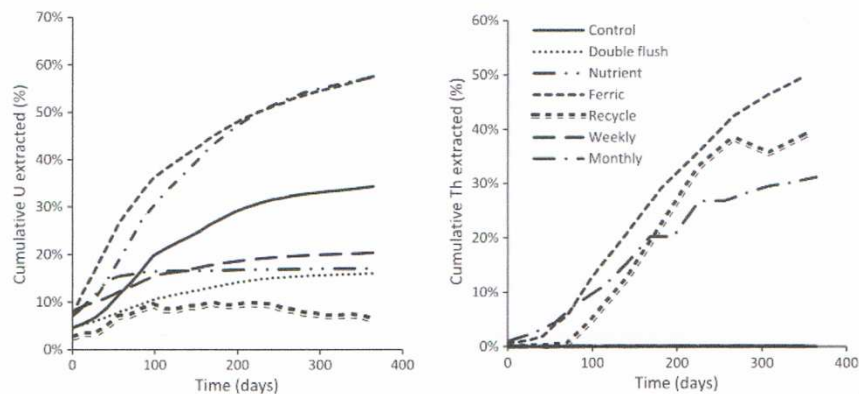 Cumulative U extracted (%)
70%
60%
50%
40%
30%
20%
10%
0%
0
100
200
300
400
Time (days)
Cumulative Th extracted (%)
60%
50%
40%
30%
20%
10%
0%
0
100
200
300
400
Time (days)
Control
Double flush
Nutrient
Ferric
Recycle
Weekly
Monthly